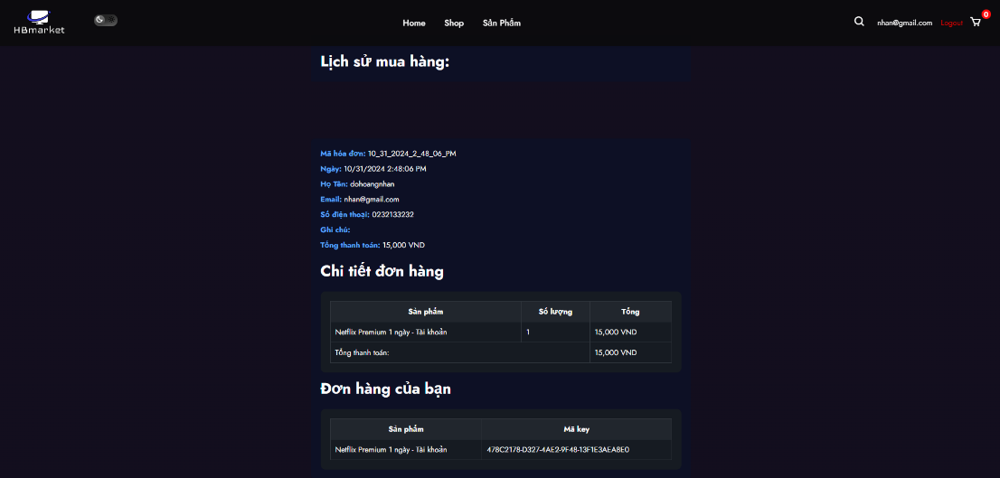 HBmarket
Home Shop Sản Phẩm
nhan@gmail.com Logout 0
Lịch sử mua hàng:
Mã hóa đơn: 10_31_2024_2_48_06_PM
Ngày: 10/31/2024 2:48:06 PM
Họ Tên: dohoangnhan
Email: nhan@gmail.com
Số điện thoại: 0232133232
Ghi chú:
Tổng thanh toán: 15,000 VND
Chi tiết đơn hàng
Sản phẩm Số lượng Tổng
Netflix Premium 1 ngày - Tài khoản 1 15,000 VND
Tổng thanh toán: 15,000 VND
Đơn hàng của bạn
Sản phẩm Mã key
Netflix Premium 1 ngày - Tài khoản 478C2178-D327-4AE2-9F48-13F1E3AEA8E0